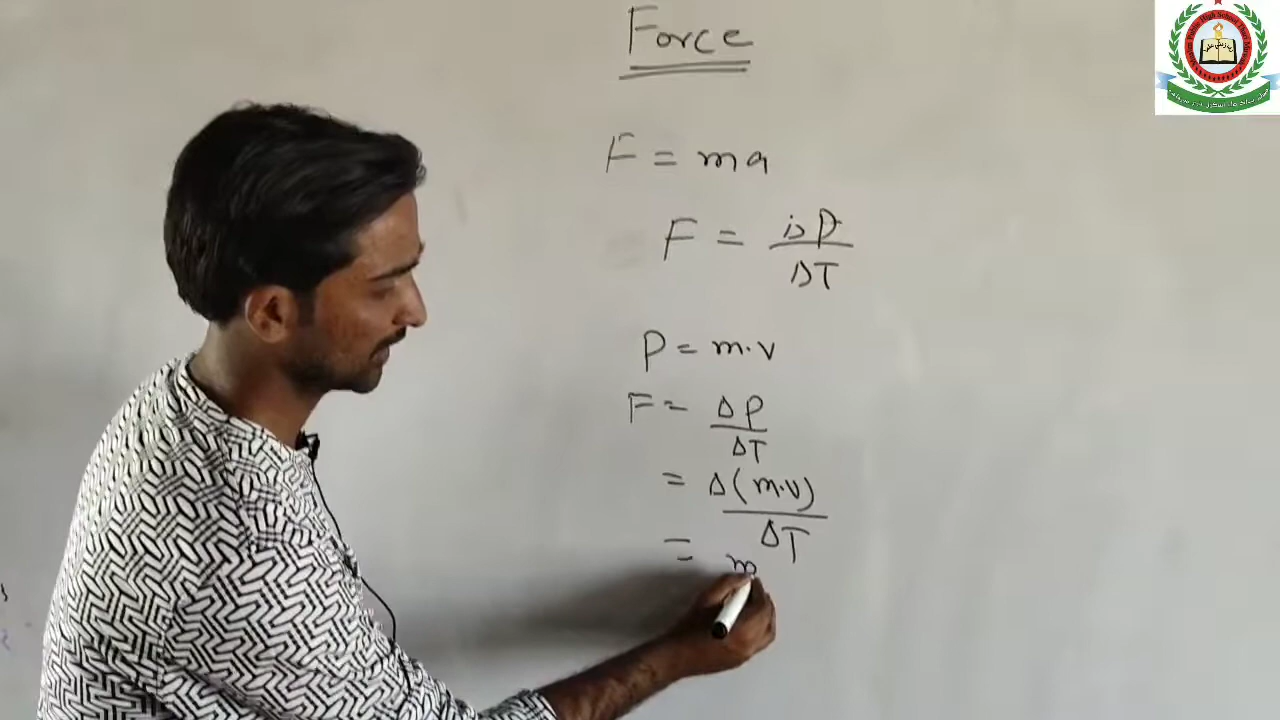 Force
F = ma
F = ΔP / ΔT
P = m.v
F = ΔP / ΔT
= Δ(m.v) / ΔT
= m